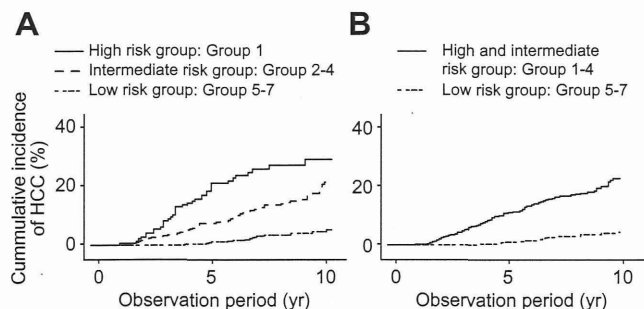 A
High risk group: Group 1
Intermediate risk group: Group 2-4
Low risk group: Group 5-7
Cummulative incidence
of HCC (%)
40
20
0
0
5
10
Observation period (yr)
B
High and intermediate
risk group: Group 1-4
Low risk group: Group 5-7
40
20
0
0
5
10
Observation period (yr)